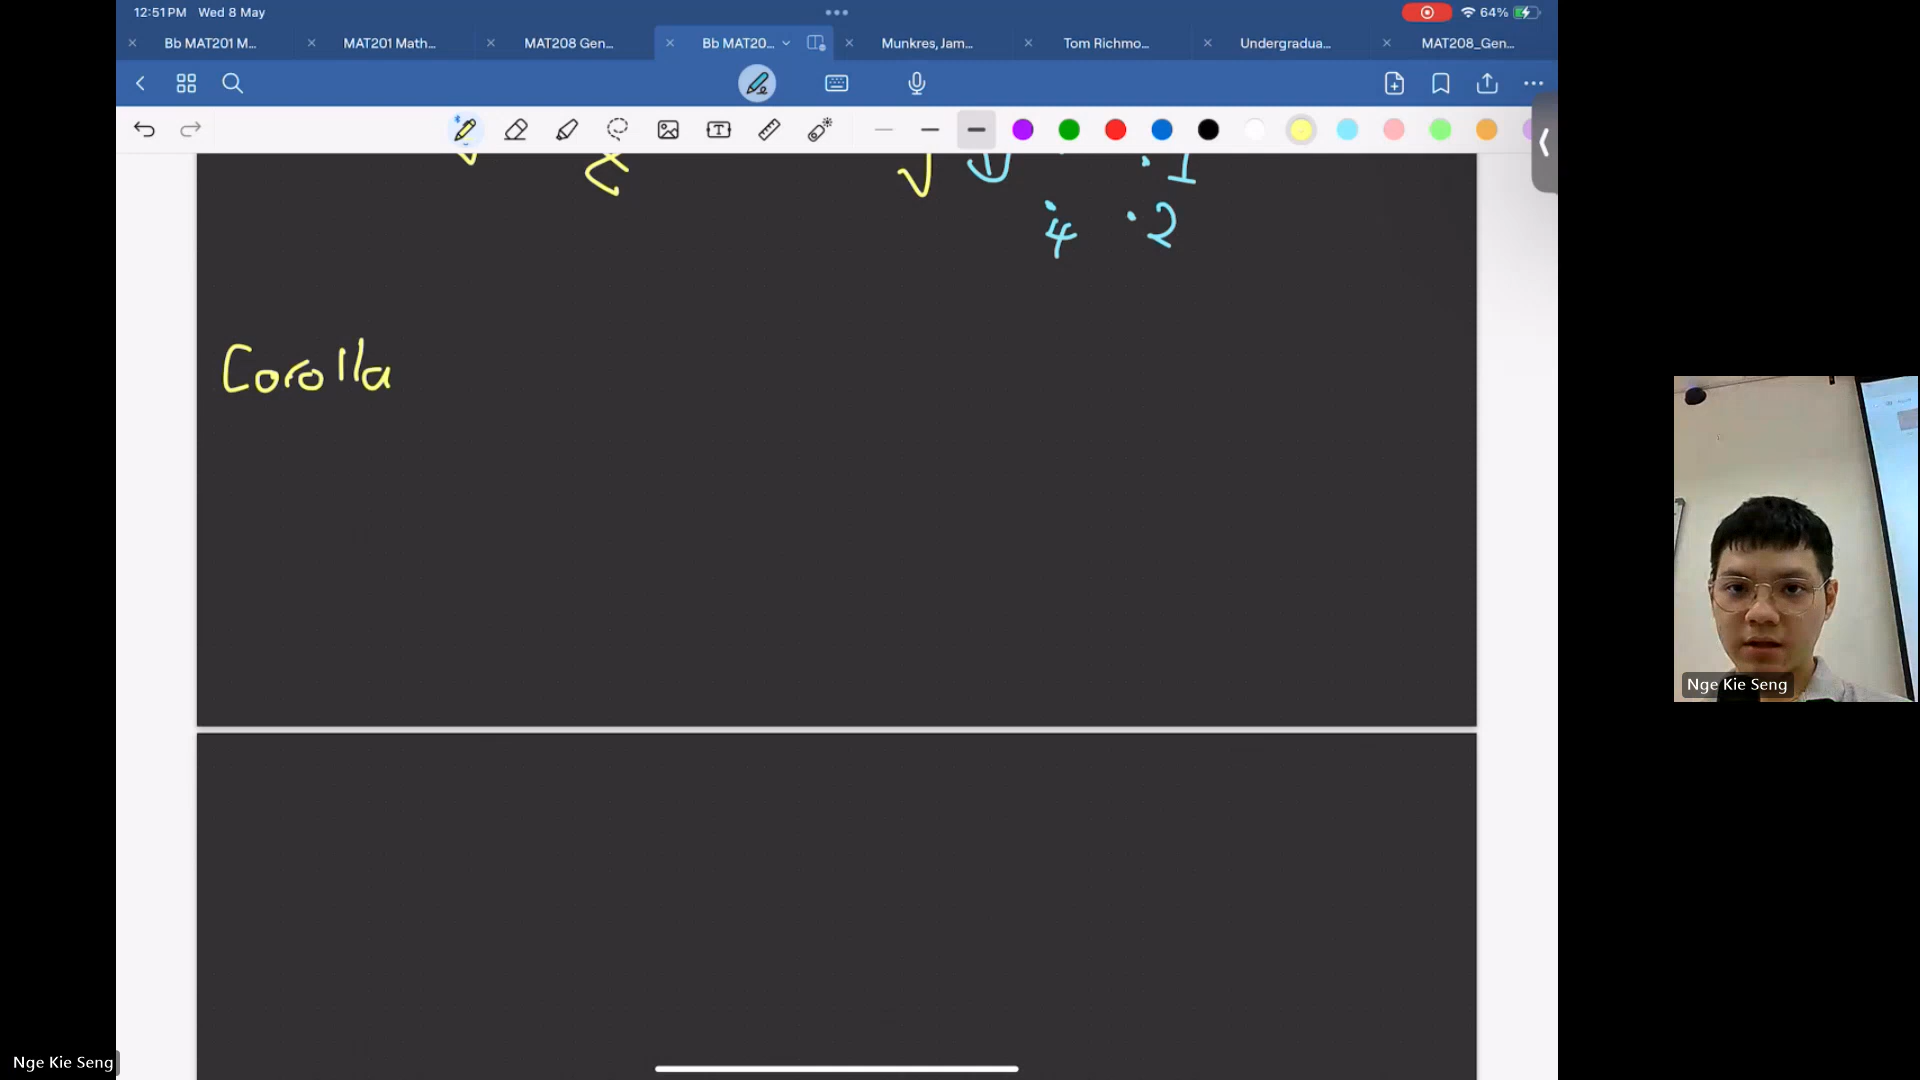 12:51 PM Wed 8 May
64%
Bb MAT201 M...
MAT201 Math...
MAT208 Gen...
Bb MAT20...
Munkres, Jam...
Tom Richmo...
Undergradua...
MAT208_Gen...
T
1
4 2
Corolla
Nge Kie Seng
Nge Kie Seng